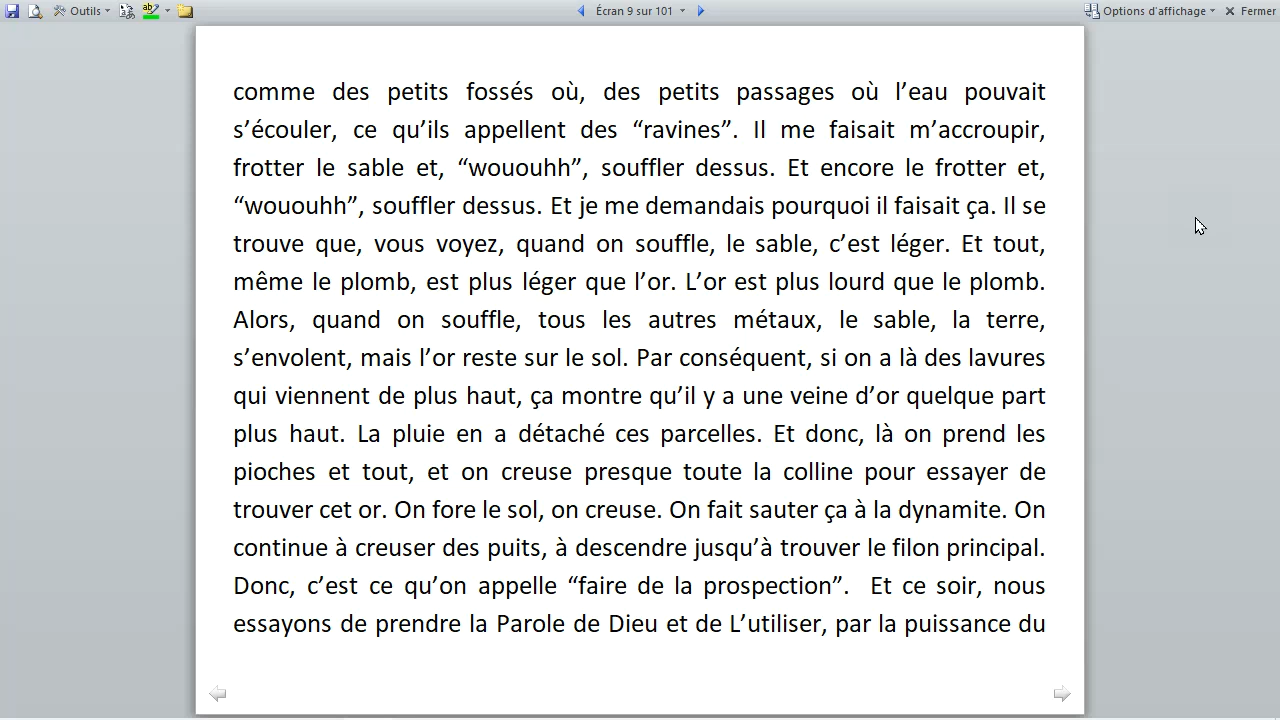 Outils
Écran 9 sur 101
Options d'affichage
Fermer
comme des petits fossés où, des petits passages où l’eau pouvait
s’écouler, ce qu’ils appellent des “ravines”. Il me faisait m’accroupir,
frotter le sable et, “wououhh”, souffler dessus. Et encore le frotter et,
“wououhh”, souffler dessus. Et je me demandais pourquoi il faisait ça. Il se
trouve que, vous voyez, quand on souffle, le sable, c’est léger. Et tout,
même le plomb, est plus léger que l’or. L’or est plus lourd que le plomb.
Alors, quand on souffle, tous les autres métaux, le sable, la terre,
s’envolent, mais l’or reste sur le sol. Par conséquent, si on a là des lavures
qui viennent de plus haut, ça montre qu’il y a une veine d’or quelque part
plus haut. La pluie en a détaché ces parcelles. Et donc, là on prend les
pioches et tout, et on creuse presque toute la colline pour essayer de
trouver cet or. On fore le sol, on creuse. On fait sauter ça à la dynamite. On
continue à creuser des puits, à descendre jusqu’à trouver le filon principal.
Donc, c’est ce qu’on appelle “faire de la prospection”.  Et ce soir, nous
essayons de prendre la Parole de Dieu et de L’utiliser, par la puissance du